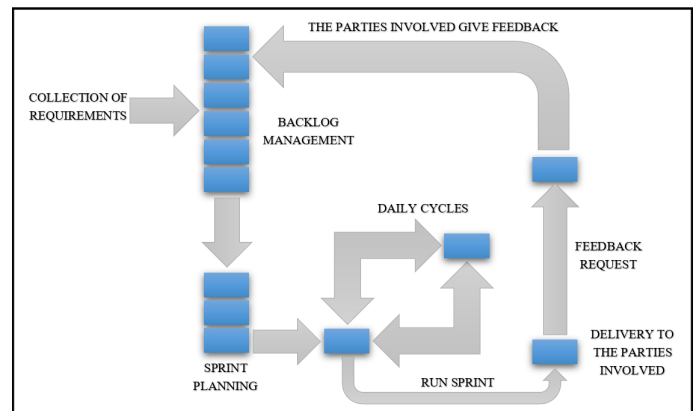 THE PARTIES INVOLVED GIVE FEEDBACK
COLLECTION OF
REQUIREMENTS
BACKLOG
MANAGEMENT
DAILY CYCLES
FEEDBACK
REQUEST
SPRINT
PLANNING
RUN SPRINT
DELIVERY TO
THE PARTIES
INVOLVED